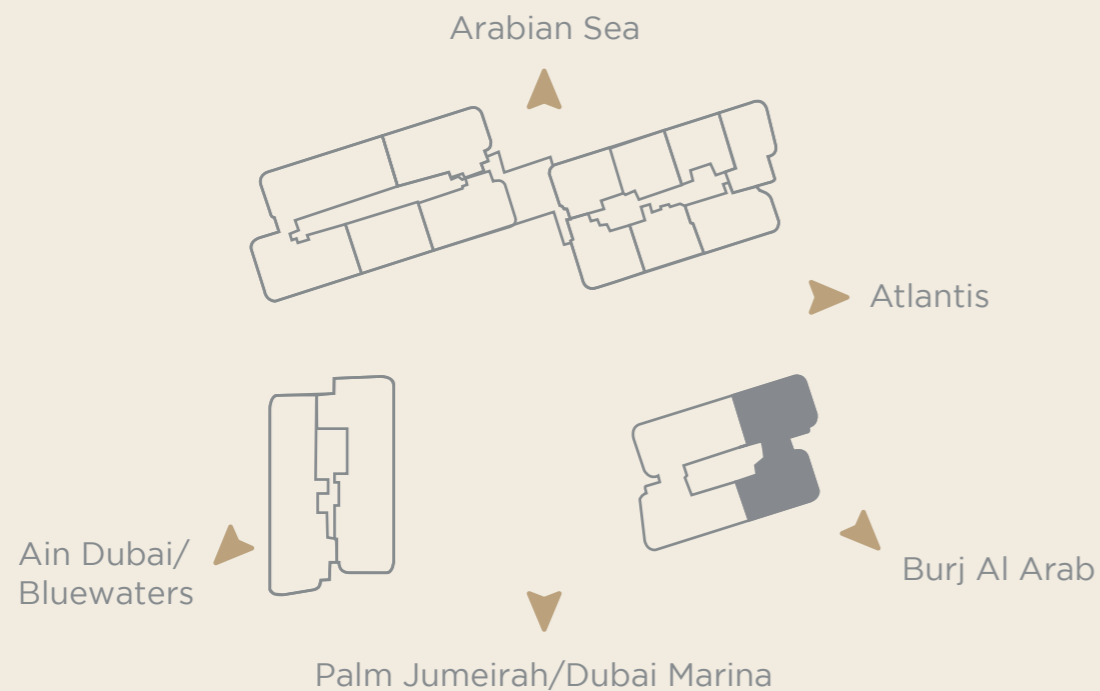 Arabian Sea
Atlantis
Ain Dubai/
Bluewaters
Burj Al Arab
Palm Jumeirah/Dubai Marina